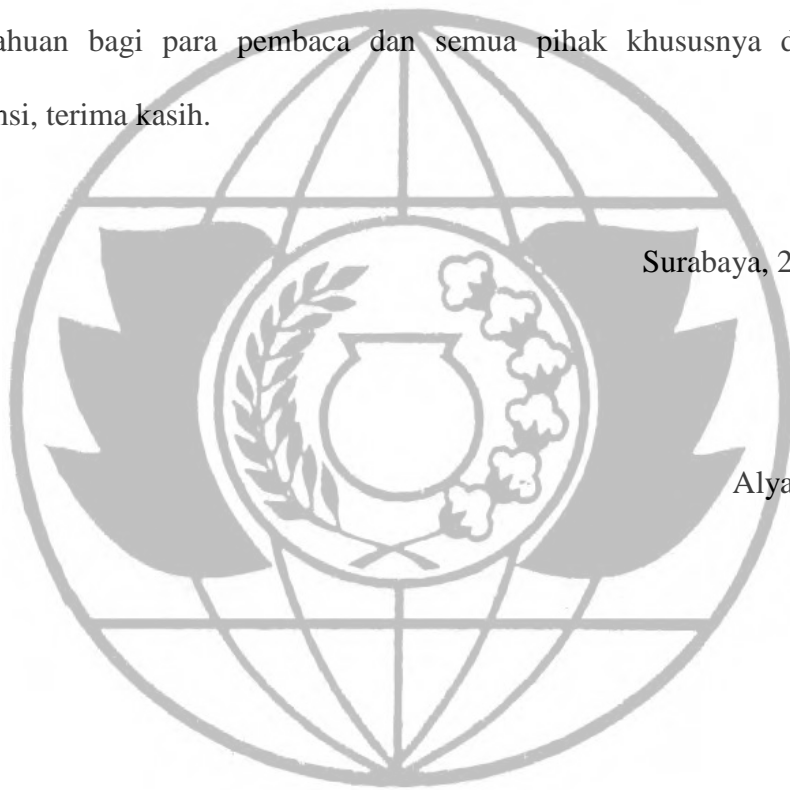 ahuan bagi para pembaca dan semua pihak khususnya d
nsi, terima kasih.
Surabaya, 2
Alya